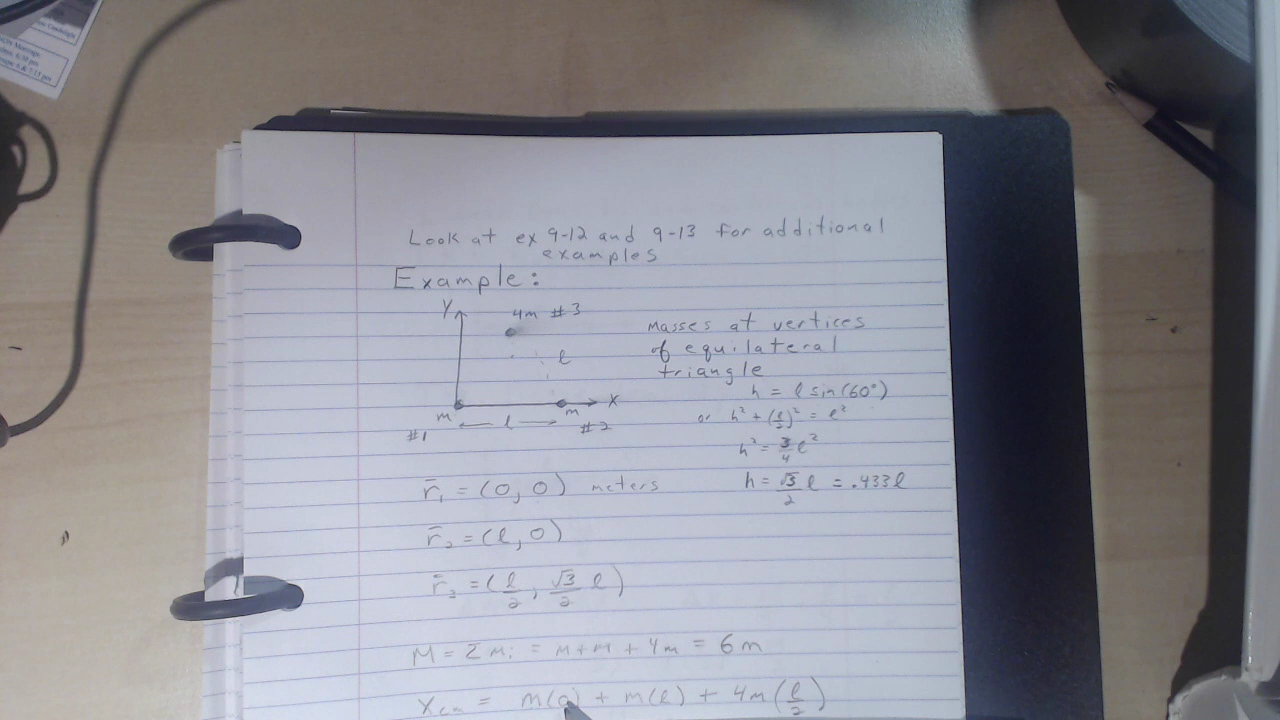 Look at ex 9-12 and 9-13 for additional
examples
Example:
Y
4m #3
l
m
#1
l
m
#2
X
Masses at vertices
of equilateral
triangle
h = l sin(60°)
or h² + (l/2)² = l²
h² = 3/4 l²
h = √3/2 l = .433l
r̄₁ = (0, 0) meters
r̄₂ = (l, 0)
r̄₃ = (l/2, √3/2 l)
M = Σ mᵢ = m+m + 4m = 6m
Xcm = m(0) + m(l) + 4m(l/2)